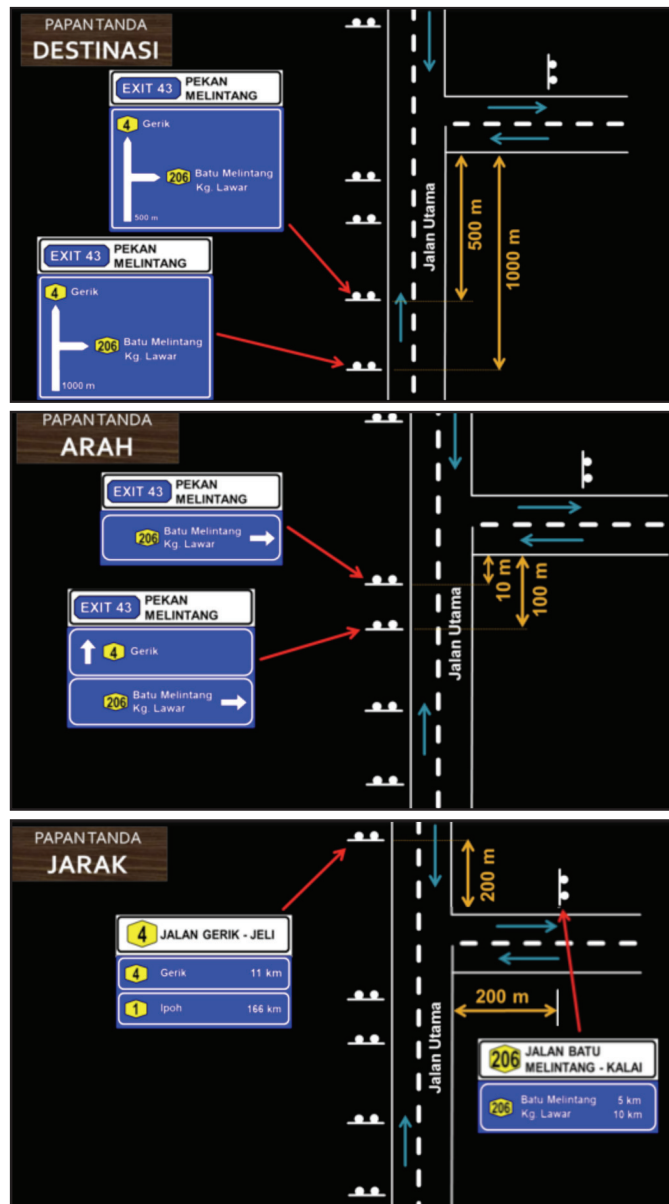 PAPAN TANDA
DESTINASI
EXIT 43
PEKAN
MELINTANG
4
Gerik
206
Batu Melintang
Kg. Lawar
500 m
EXIT 43
PEKAN
MELINTANG
4
Gerik
206
Batu Melintang
Kg. Lawar
1000 m
Jalan Utama
500 m
1000 m
PAPAN TANDA
ARAH
EXIT 43
PEKAN
MELINTANG
206
Batu Melintang
Kg. Lawar
EXIT 43
PEKAN
MELINTANG
4
Gerik
206
Batu Melintang
Kg. Lawar
Jalan Utama
10 m
100 m
PAPAN TANDA
JARAK
200 m
4
JALAN GERIK - JELI
4
Gerik
11 km
1
Ipoh
166 km
Jalan Utama
200 m
206
JALAN BATU
MELINTANG - KALAI
206
Batu Melintang 5 km
Kg. Lawar 10 km